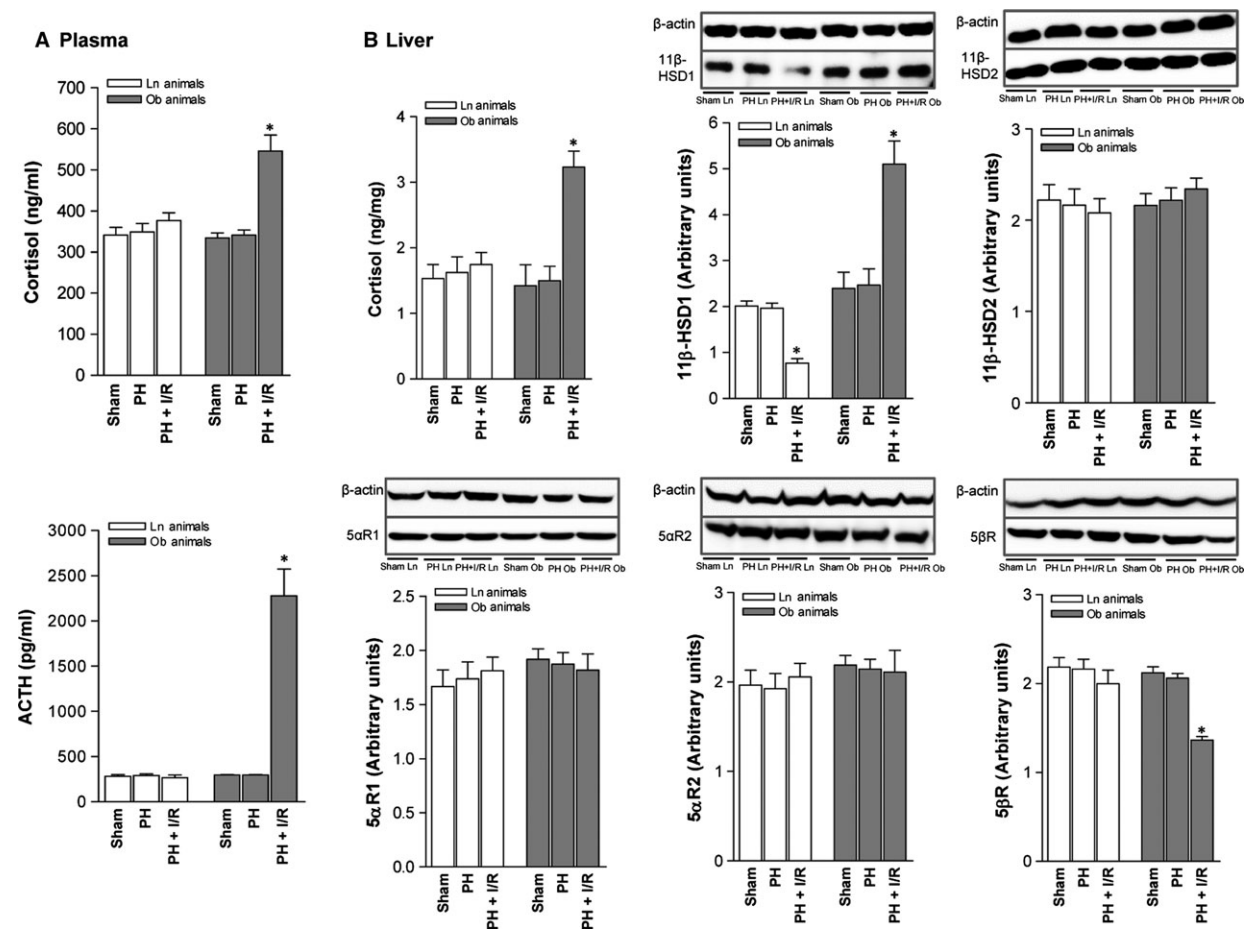 A Plasma
Ln animals
Ob animals
Cortisol (ng/ml)
700
600
500
400
300
200
100
0
*
Sham
PH
PH + I/R
Ln animals
Ob animals
ACTH (pg/ml)
3000
2500
2000
1500
1000
500
0
*
Sham
PH
PH + I/R
Sham
PH
PH + I/R
Sham
PH
PH + I/R
B Liver
Ln animals
Ob animals
Cortisol (ng/mg)
4
3
2
1
0
*
Sham
PH
PH + I/R
Sham
PH
PH + I/R
β-actin
11β-
HSD1
Sham Ln PH Ln PH+I/R Ln Sham Ob PH Ob PH+I/R Ob
Ln animals
Ob animals
11β-HSD1 (Arbitrary units)
6
5
4
3
2
1
0
*
*
Sham
PH
PH + I/R
Sham
PH
PH + I/R
β-actin
11β-
HSD2
Sham Ln PH Ln PH+I/R Ln Sham Ob PH Ob PH+I/R Ob
Ln animals
Ob animals
11β-HSD2 (Arbitrary units)
3
2
1
0
Sham
PH
PH + I/R
Sham
PH
PH + I/R
β-actin
5αR1
Sham Ln PH Ln PH+I/R Ln Sham Ob PH Ob PH+I/R Ob
Ln animals
Ob animals
5αR1 (Arbitrary units)
2.5
2.0
1.5
1.0
0.5
0.0
Sham
PH
PH + I/R
Sham
PH
PH + I/R
β-actin
5αR2
Sham Ln PH Ln PH+I/R Ln Sham Ob PH Ob PH+I/R Ob
Ln animals
Ob animals
5αR2 (Arbitrary units)
3
2
1
0
Sham
PH
PH + I/R
Sham
PH
PH + I/R
β-actin
5βR
Sham Ln PH Ln PH+I/R Ln Sham Ob PH Ob PH+I/R Ob
Ln animals
Ob animals
5βR (Arbitrary units)
3
2
1
0
*
Sham
PH
PH + I/R
Sham
PH
PH + I/R